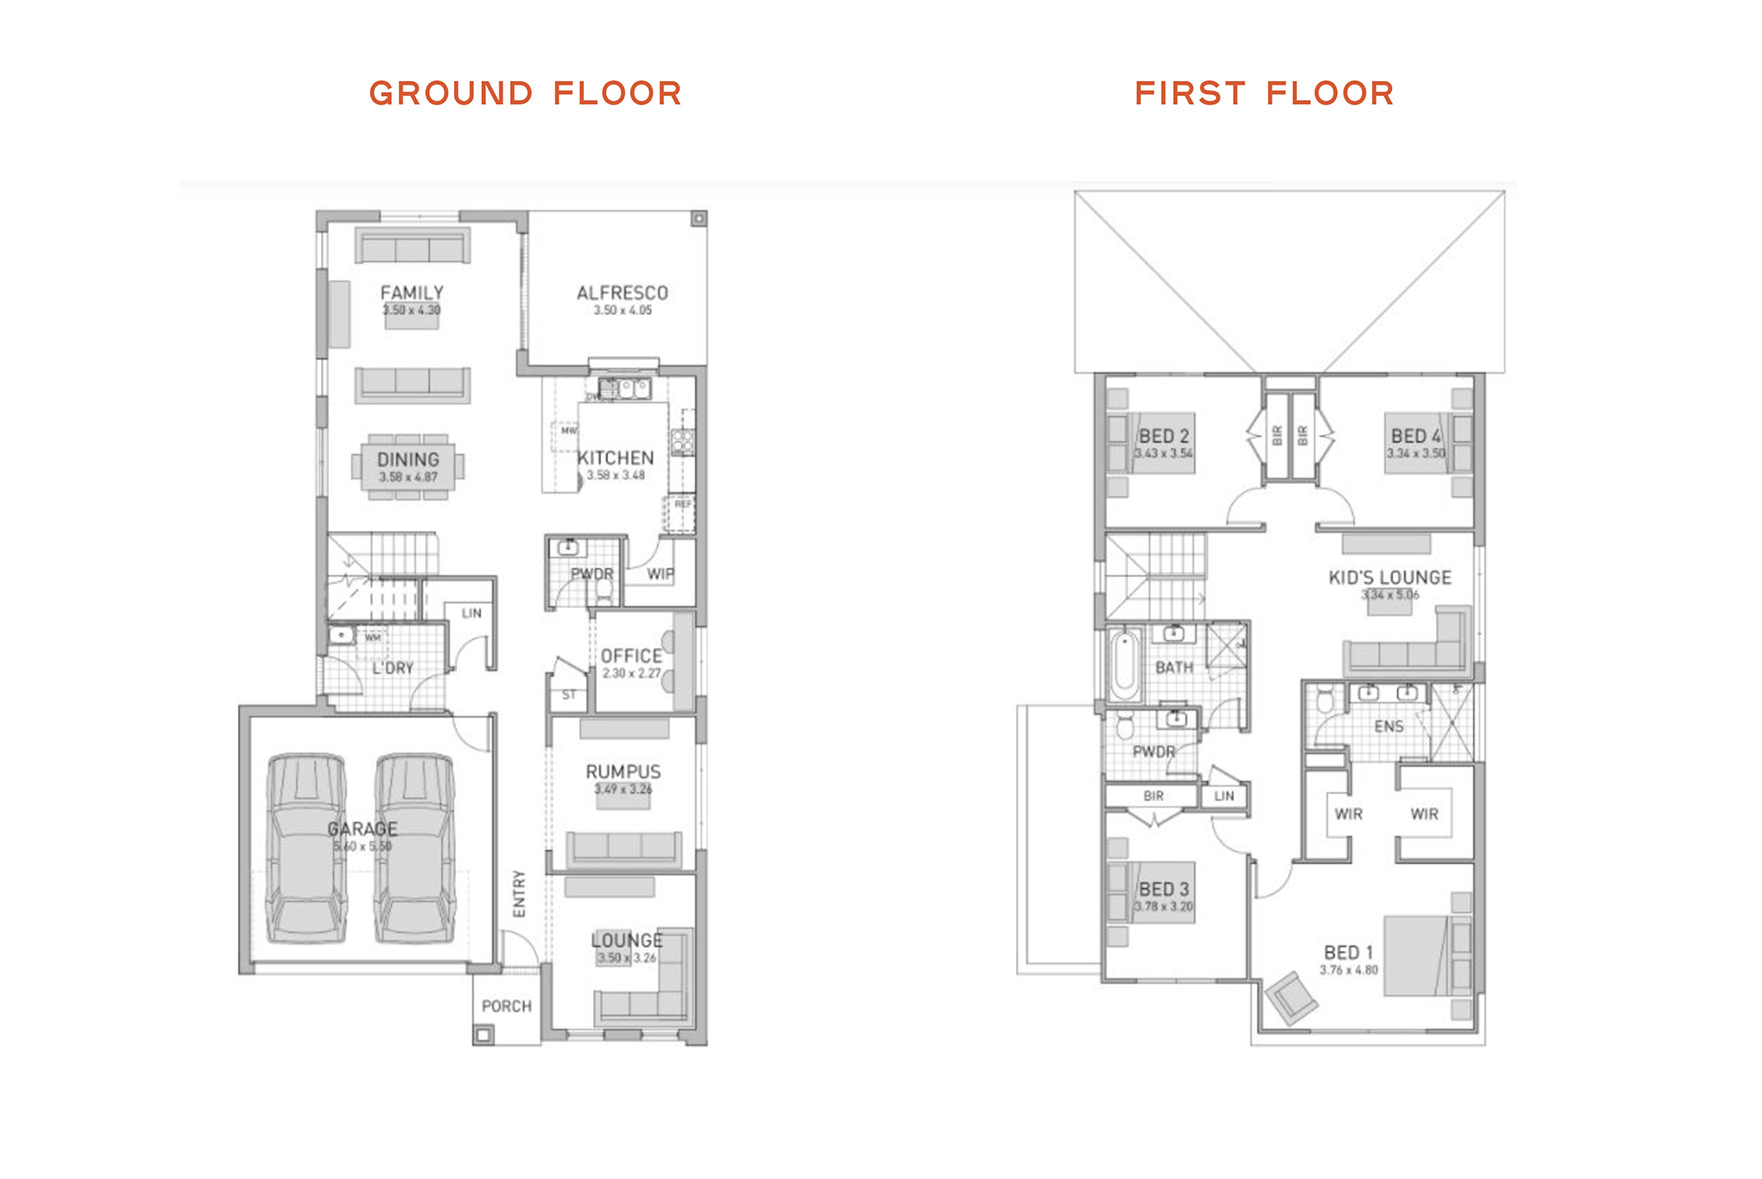 GROUND FLOOR
FAMILY
3.50 x 4.30
ALFRESCO
3.50 x 4.05
DW
MW
KITCHEN
3.58 x 3.48
DINING
3.58 x 4.87
REF
PWDR
WIP
LIN
WM
L'DRY
OFFICE
2.30 x 2.27
ST
RUMPUS
3.49 x 3.26
GARAGE
5.60 x 5.50
ENTRY
LOUNGE
3.50 x 3.26
PORCH
FIRST FLOOR
BED 2
3.43 x 3.54
BIR
BIR
BED 4
3.34 x 3.50
KID'S LOUNGE
3.34 x 5.06
BATH
ENS
PWDR
BIR
LIN
WIR
WIR
BED 3
3.78 x 3.20
BED 1
3.76 x 4.80